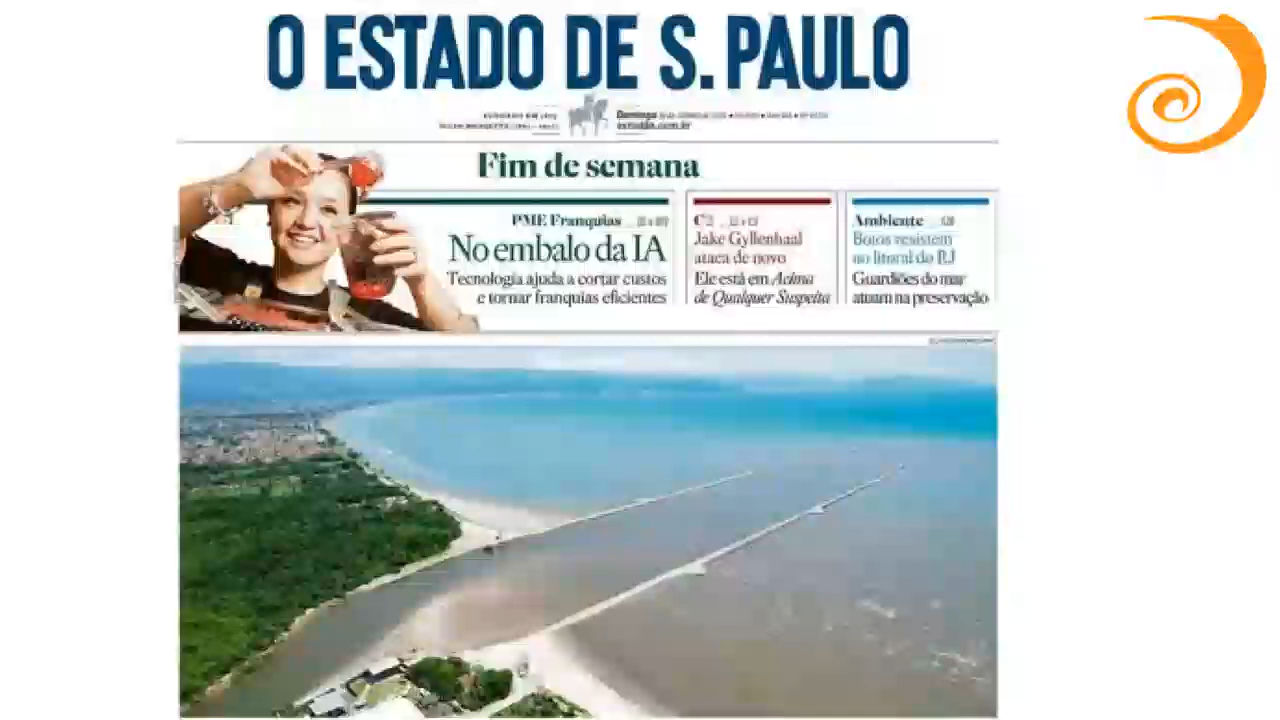 O ESTADO DE S. PAULO
Domingo
estadão.com.br
Fim de semana
PME Franquias
No embalo da IA
Tecnologia ajuda a cortar custos
e tornar franquias eficientes
C2
Jake Gyllenhaal
ataca de novo
Ele está em Acima
de Qualquer Suspeita
Ambiente
Botos resistem
no litoral do RJ
Guardiões do mar
atuam na preservação